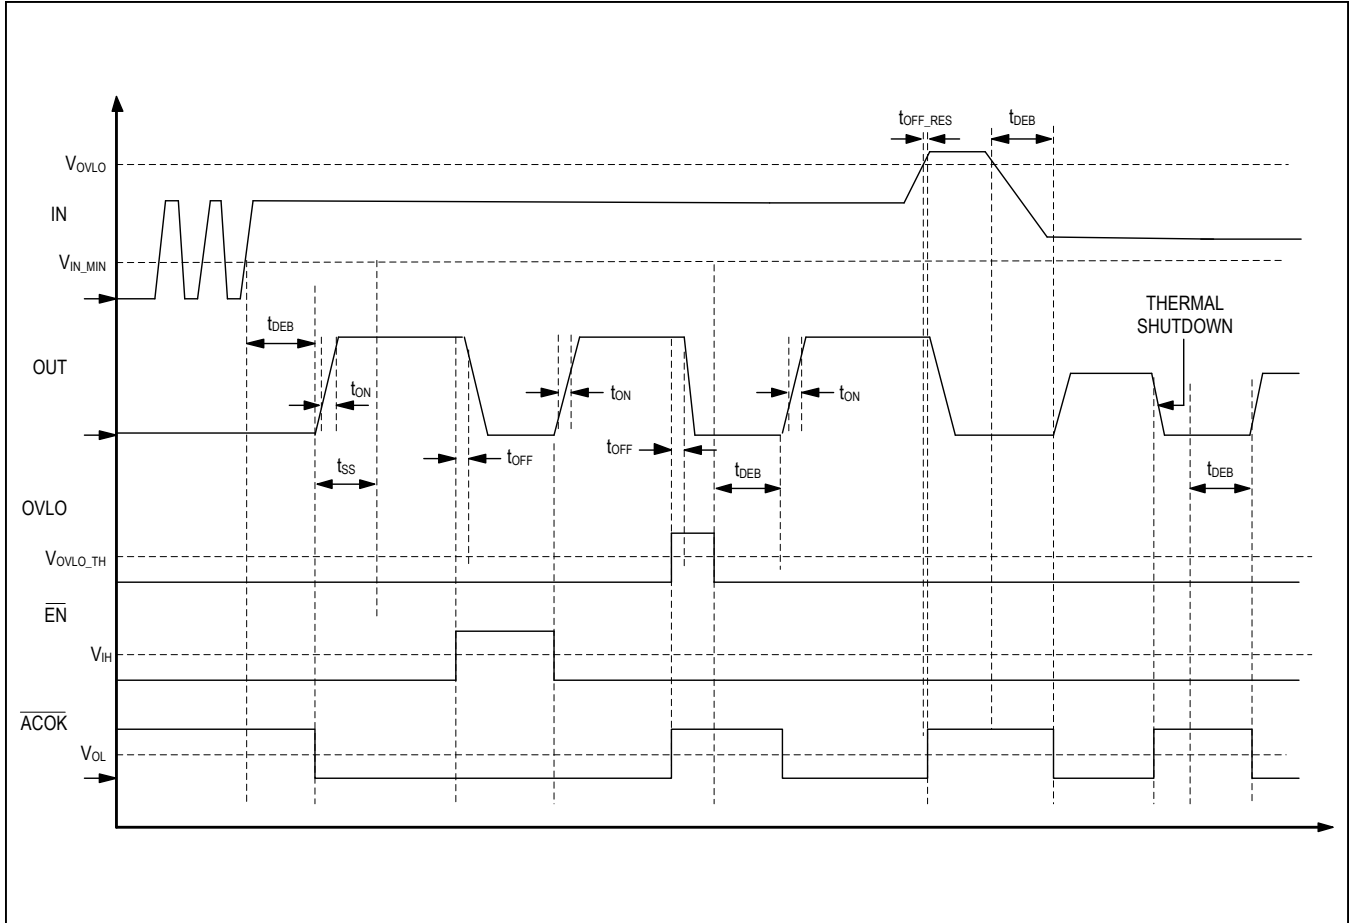 tOFF_RES
tDEB
VOVLO
IN
VIN_MIN
THERMAL
SHUTDOWN
tDEB
OUT
tON
tON
tON
tOFF
tOFF
tSS
tDEB
tDEB
OVLO
VOVLO_TH
EN
VIH
ACOK
VOL